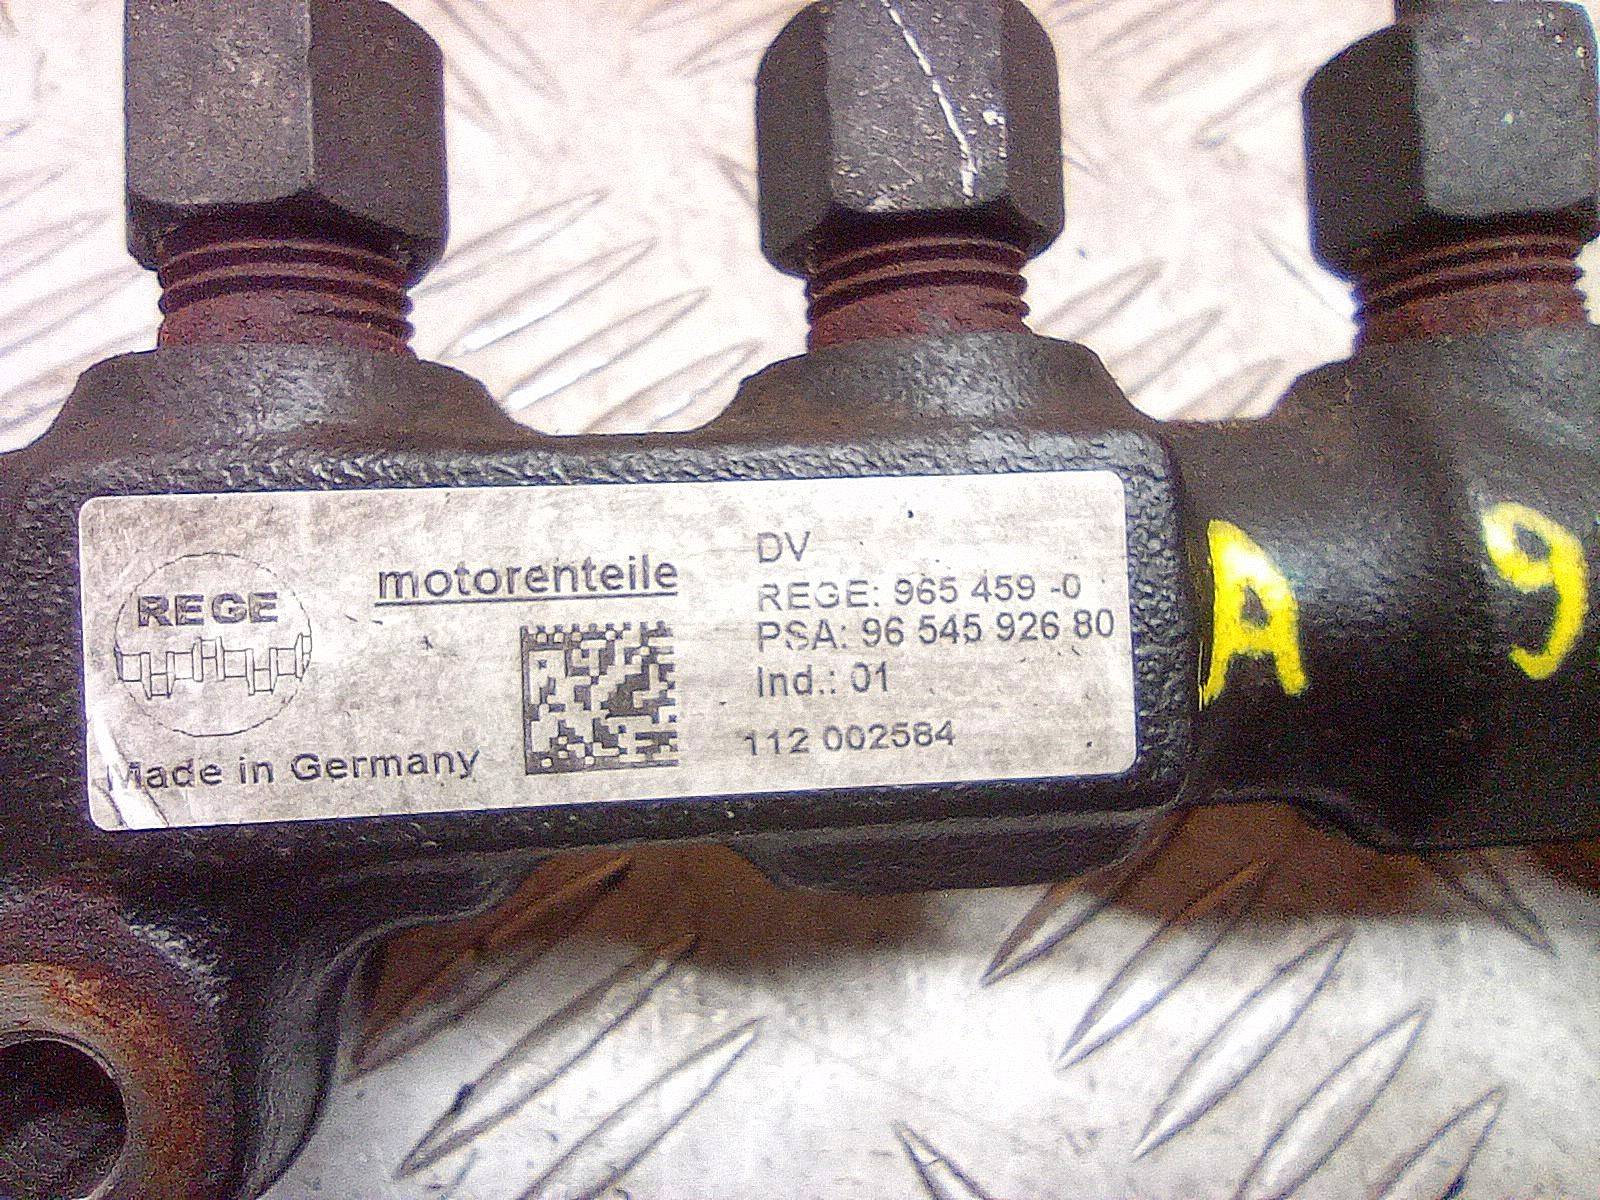 REGE
motorenteile
Made in Germany
DV
REGE: 965 459 -0
PSA: 96 545 926 80
Ind.: 01
112 002584
A 9